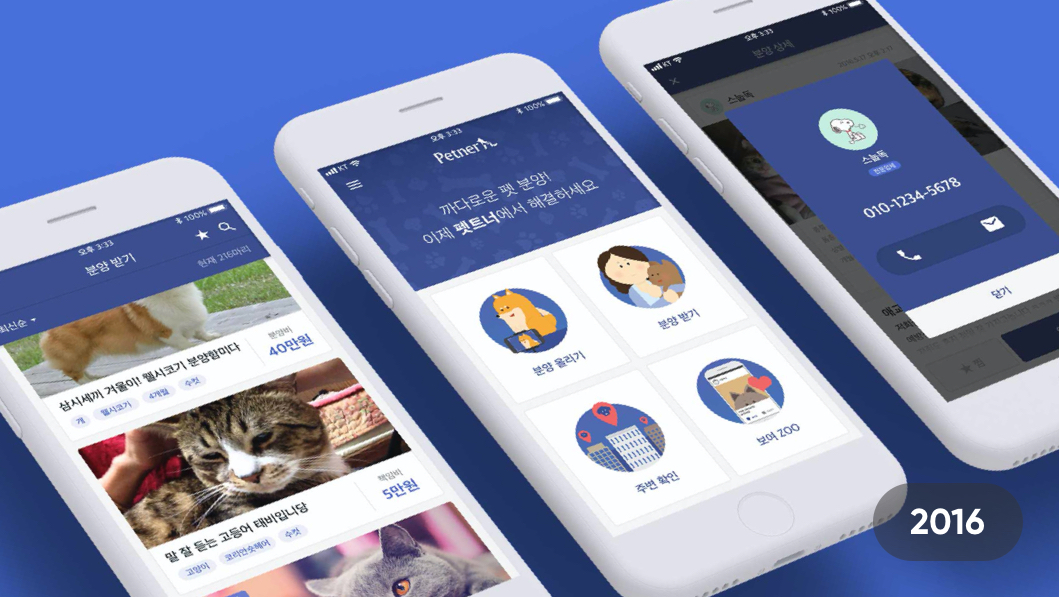 오후 3:33
100%
분양 받기
현재 216마리
최신순
삼시세끼 겨울이! 웰시코기 분양함미다
분양비
40만원
개
웰시코기
4개월
수컷
말 잘 듣는 고등어 태비입니당
책임비
5만원
고양이
코리안숏헤어
수컷
KT
오후 3:33
100%
Petner
까다로운 펫 분양!
이제 펫트너에서 해결하세요
분양 올리기
분양 받기
주변 확인
보여 ZOO
KT
오후 3:33
100%
분양 상세
스눕독
스눕독
010-1234-5678
닫기
2016